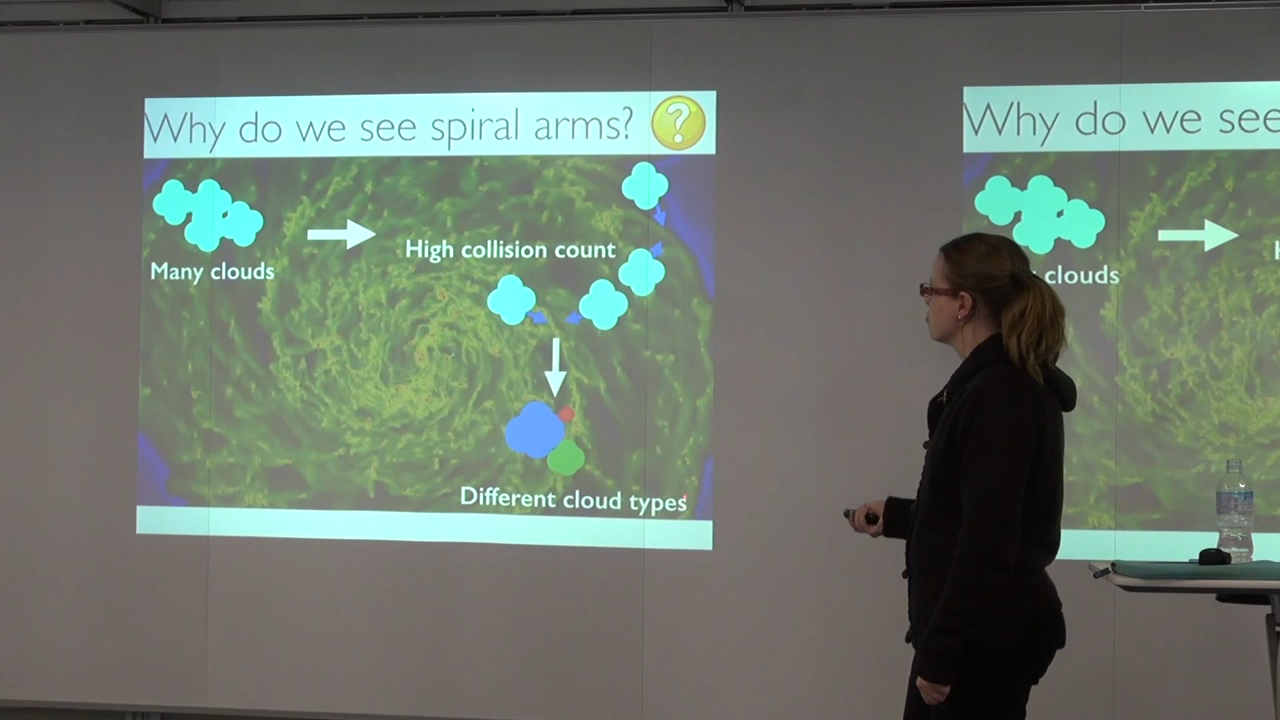 Why do we see spiral arms? ?
Many clouds
High collision count
Different cloud types
Why do we see
clouds